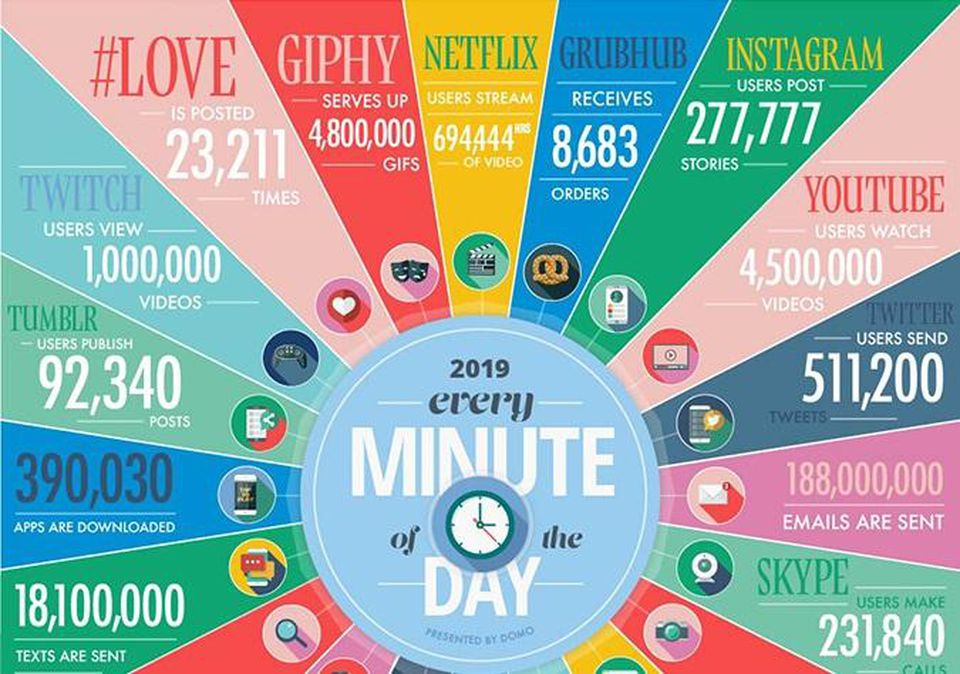 #LOVE
IS POSTED
23,211
TIMES
GIPHY
SERVES UP
4,800,000
GIFS
NETFLIX
USERS STREAM
694,444 HRS
OF VIDEO
GRUBHUB
RECEIVES
8,683
ORDERS
INSTAGRAM
USERS POST
277,777
STORIES
TWITCH
USERS VIEW
1,000,000
VIDEOS
YOUTUBE
USERS WATCH
4,500,000
VIDEOS
TUMBLR
USERS PUBLISH
92,340
POSTS
TWITTER
USERS SEND
511,200
TWEETS
390,030
APPS ARE DOWNLOADED
188,000,000
EMAILS ARE SENT
18,100,000
TEXTS ARE SENT
SKYPE
USERS MAKE
231,840
CALLS
2019
every
MINUTE
of the
DAY
PRESENTED BY DOMO